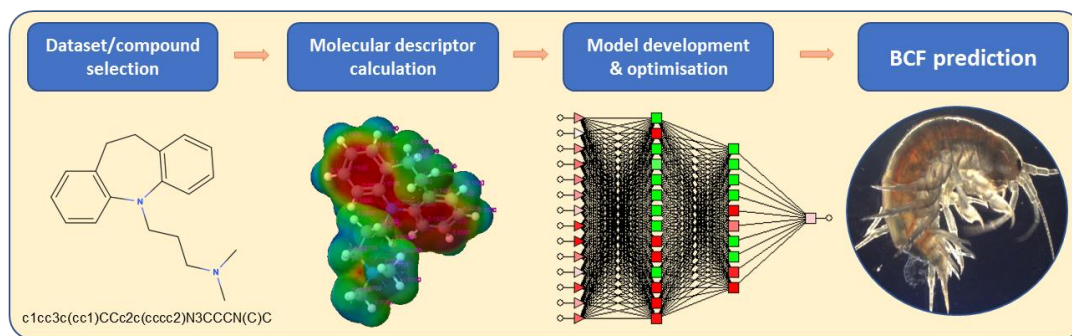 Dataset/compound
selection
Molecular descriptor
calculation
Model development
& optimisation
BCF prediction
N
N
c1cc3c(cc1)CCc2c(cccc2)N3CCCN(C)C